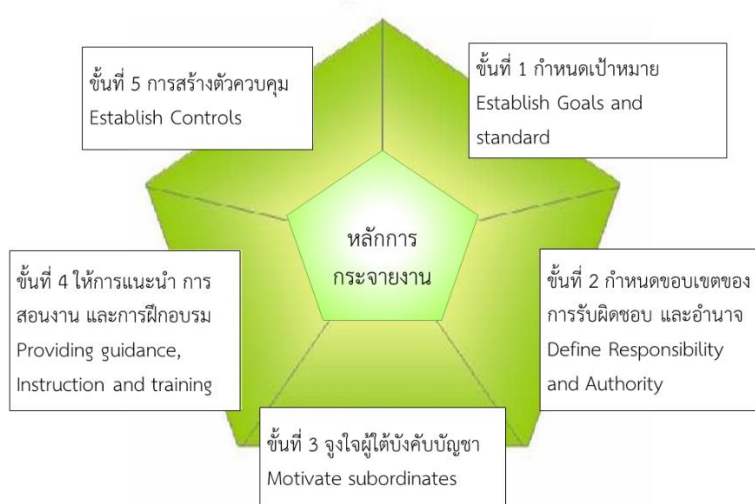 ขั้นที่ 5 การสร้างตัวควบคุม
Establish Controls
ขั้นที่ 1 กำหนดเป้าหมาย
Establish Goals and
standard
หลักการ
กระจายงาน
ขั้นที่ 4 ให้การแนะนำ การ
สอนงาน และการฝึกอบรม
Providing guidance,
Instruction and training
ขั้นที่ 2 กำหนดขอบเขตของ
การรับผิดชอบ และอำนาจ
Define Responsibility
and Authority
ขั้นที่ 3 จูงใจผู้ใต้บังคับบัญชา
Motivate subordinates